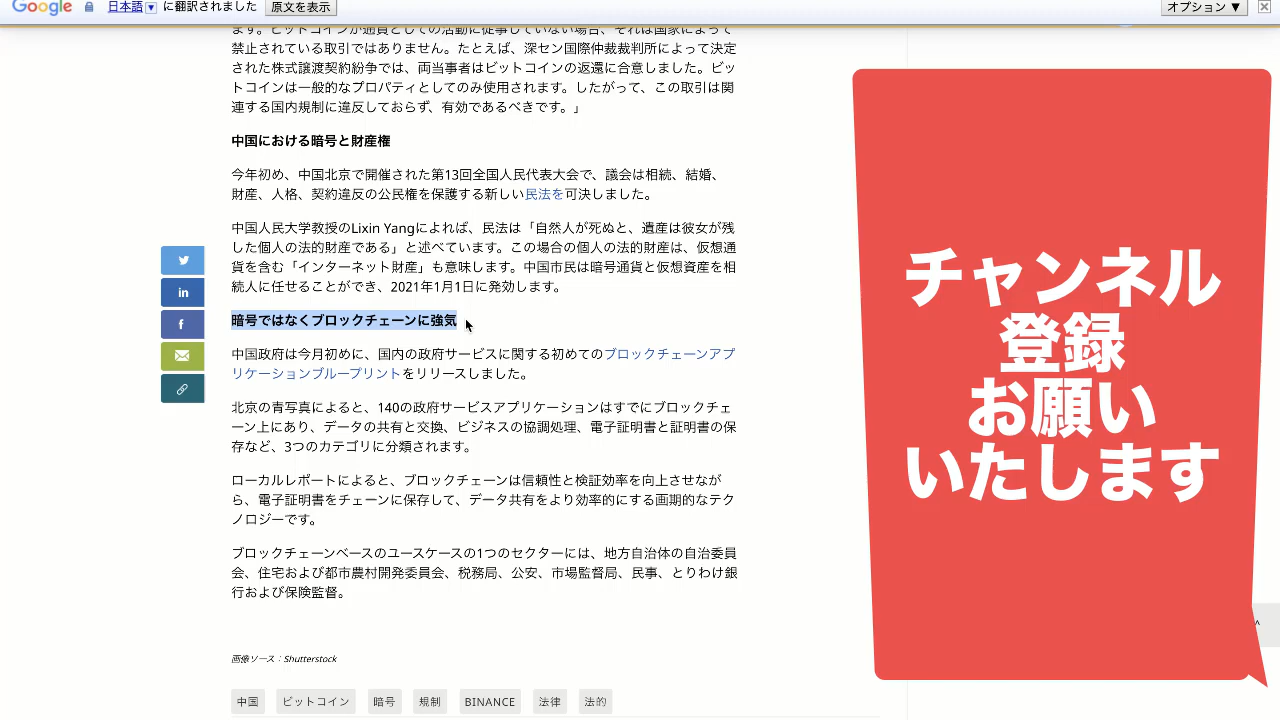 Google 日本語 ▼ に翻訳されました 原文を表示 オプション ▼
ます。ビットコインが通貨としての活動に従事していない場合、それは国家によって
禁止されている取引ではありません。たとえば、深セン国際仲裁裁判所によって決定
された株式譲渡契約紛争では、両当事者はビットコインの返還に合意しました。ビッ
トコインは一般的なプロパティとしてのみ使用されます。したがって、この取引は関
連する国内規制に違反しておらず、有効であるべきです。」
中国における暗号と財産権
今年初め、中国北京で開催された第13回全国人民代表大会で、議会は相続、結婚、
財産、人格、契約違反の公民権を保護する新しい民法を可決しました。
中国人民大学教授のLixin Yangによれば、民法は「自然人が死ぬと、遺産は彼女が残
した個人の法的財産である」と述べています。この場合の個人の法的財産は、仮想通
貨を含む「インターネット財産」も意味します。中国市民は暗号通貨と仮想資産を相
続人に任せることができ、2021年1月1日に発効します。
暗号ではなくブロックチェーンに強気
中国政府は今月初めに、国内の政府サービスに関する初めてのブロックチェーンアプ
リケーションブループリントをリリースしました。
北京の青写真によると、140の政府サービスアプリケーションはすでにブロックチェ
ーン上にあり、データの共有と交換、ビジネスの協調処理、電子証明書と証明書の保
存など、3つのカテゴリに分類されます。
ローカルレポートによると、ブロックチェーンは信頼性と検証効率を向上させなが
ら、電子証明書をチェーンに保存して、データ共有をより効率的にする画期的なテク
ノロジーです。
ブロックチェーンベースのユースケースの1つのセクターには、地方自治体の自治委員
会、住宅および都市農村開発委員会、税務局、公安、市場監督局、民事、とりわけ銀
行および保険監督。
画像ソース：Shutterstock
中国 ビットコイン 暗号 規制 BINANCE 法律 法的
in
f
チャンネル
登録
お願い
いたします